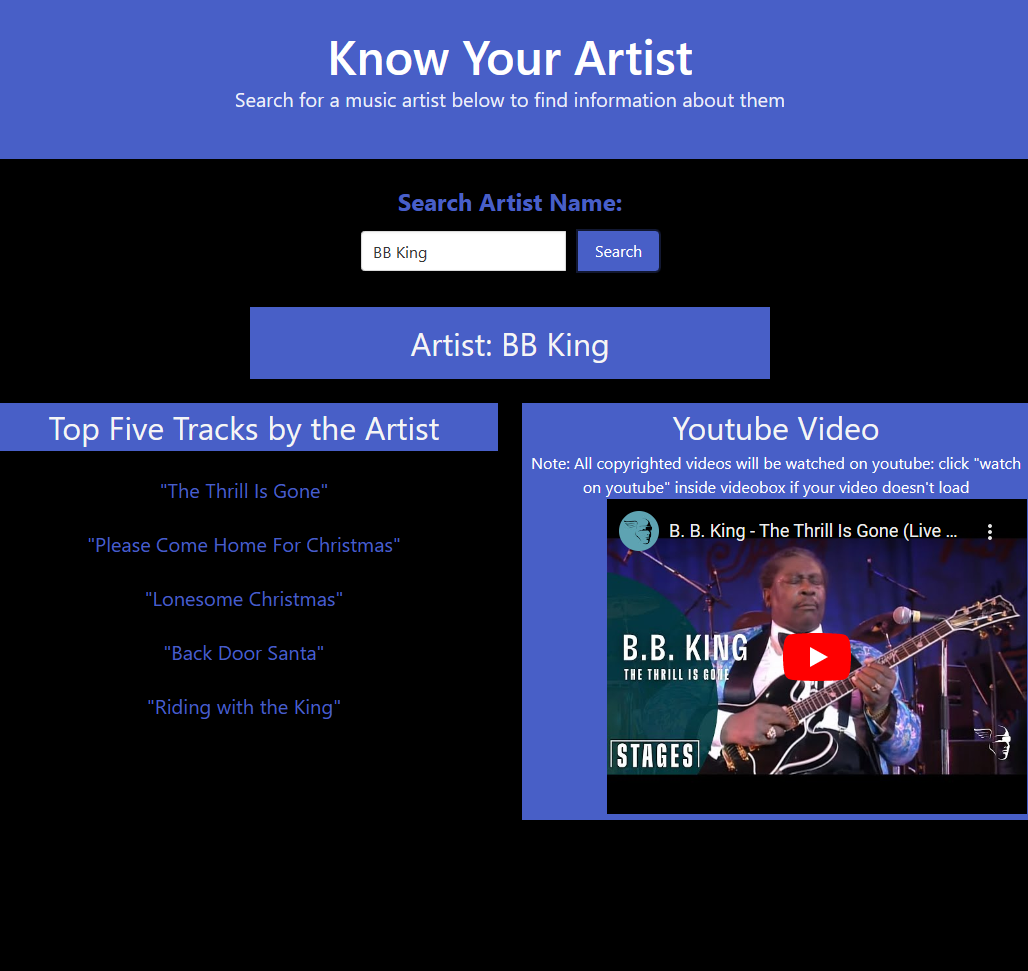 Know Your Artist
Search for a music artist below to find information about them
Search Artist Name:
BB King
Search
Artist: BB King
Top Five Tracks by the Artist
"The Thrill Is Gone"
"Please Come Home For Christmas"
"Lonesome Christmas"
"Back Door Santa"
"Riding with the King"
Youtube Video
Note: All copyrighted videos will be watched on youtube: click "watch
on youtube" inside videobox if your video doesn't load
B. B. King - The Thrill Is Gone (Live ...
B.B. KING
THE THRILL IS GONE
STAGES